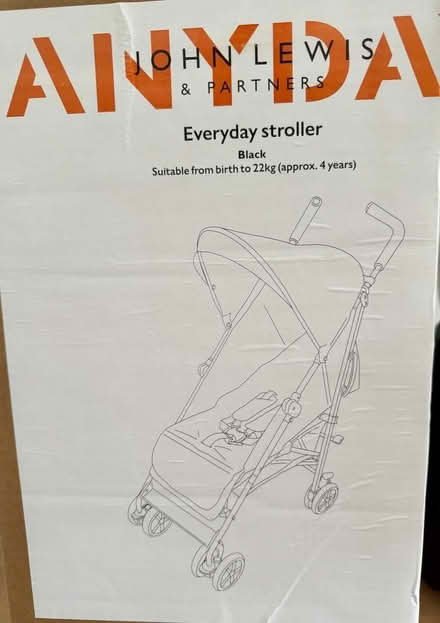 ANYDA
JOHN LEWIS
& PARTNERS
Everyday stroller
Black
Suitable from birth to 22kg (approx. 4 years)